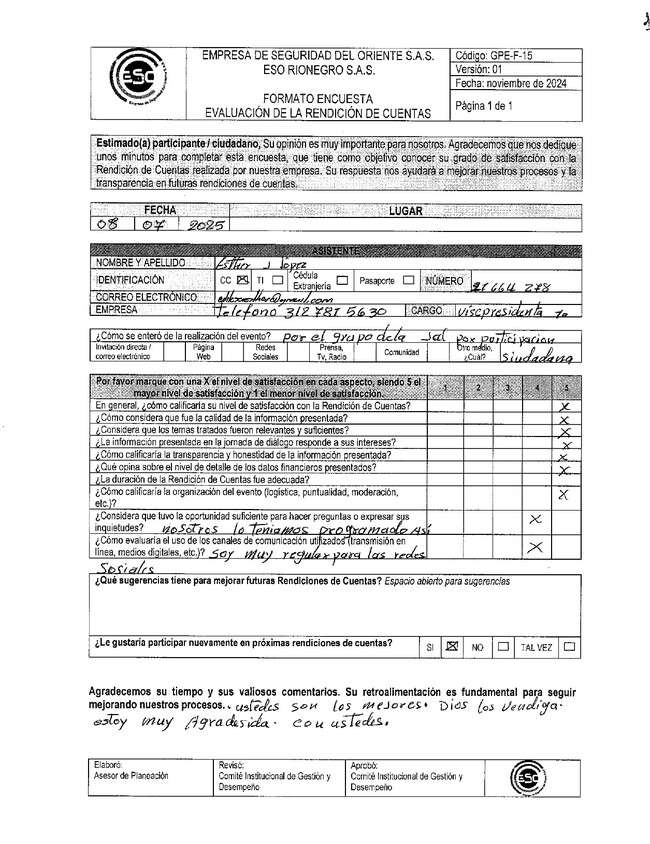 ESO
EMPRESA DE SEGURIDAD DEL ORIENTE S.A.S.
ESO RIONEGRO S.A.S.
FORMATO ENCUESTA
EVALUACIÓN DE LA RENDICIÓN DE CUENTAS
Código: GPE-F-15
Versión: 01
Fecha: noviembre de 2024
Página 1 de 1
Estimado(a) participante / ciudadano, Su opinión es muy importante para nosotros. Agradecemos que nos dedique
unos minutos para completar esta encuesta, que tiene como objetivo conocer su grado de satisfacción con la
Rendición de Cuentas realizada por nuestra empresa. Su respuesta nos ayudará a mejorar nuestros procesos y la
transparencia en futuras rendiciones de cuentas.
FECHA LUGAR
08 07 2025
ASISTENTE
NOMBRE Y APELLIDO Esther J López
IDENTIFICACIÓN CC X TI Cédula Extranjería Pasaporte NÚMERO 21 664 278
CORREO ELECTRÓNICO
EMPRESA Telefono 312 781 5630 CARGO viscpresidenta
¿Cómo se enteró de la realización del evento? por el grupo dela Jal por participacion
Invitación directa / correo electrónico Página Web Redes Sociales Prensa, Tv, Radio Comunidad Otro medio, ¿Cuál? Siudadana
Por favor marque con una X el nivel de satisfacción en cada aspecto, siendo 5 el
mayor nivel de satisfacción y 1 el menor nivel de satisfacción. 1 2 3 4 5
En general, ¿cómo calificaría su nivel de satisfacción con la Rendición de Cuentas? X
¿Cómo considera que fue la calidad de la información presentada? X
¿Considera que los temas tratados fueron relevantes y suficientes? X
¿La información presentada en la jornada de diálogo responde a sus intereses? X
¿Cómo calificaría la transparencia y honestidad de la información presentada? X
¿Qué opina sobre el nivel de detalle de los datos financieros presentados? X
¿La duración de la Rendición de Cuentas fue adecuada?
¿Cómo calificaría la organización del evento (logística, puntualidad, moderación,
etc.)? X
¿Considera que tuvo la oportunidad suficiente para hacer preguntas o expresar sus
inquietudes? nosotros lo teniamos programado Así X
¿Cómo evaluaría el uso de los canales de comunicación utilizados (transmisión en
línea, medios digitales, etc.)? Soy muy regular para las redes X
Sosiales
¿Qué sugerencias tiene para mejorar futuras Rendiciones de Cuentas? Espacio abierto para sugerencias
¿Le gustaría participar nuevamente en próximas rendiciones de cuentas? SI X NO TAL VEZ
Agradecemos su tiempo y sus valiosos comentarios. Su retroalimentación es fundamental para seguir
mejorando nuestros procesos. ustedes son los mejores. Dios los vendiga.
estoy muy Agradesida. con ustedes.
Elaboró:
Asesor de Planeación
Revisó:
Comité Institucional de Gestión y
Desempeño
Aprobó:
Comité Institucional de Gestión y
Desempeño
ESO